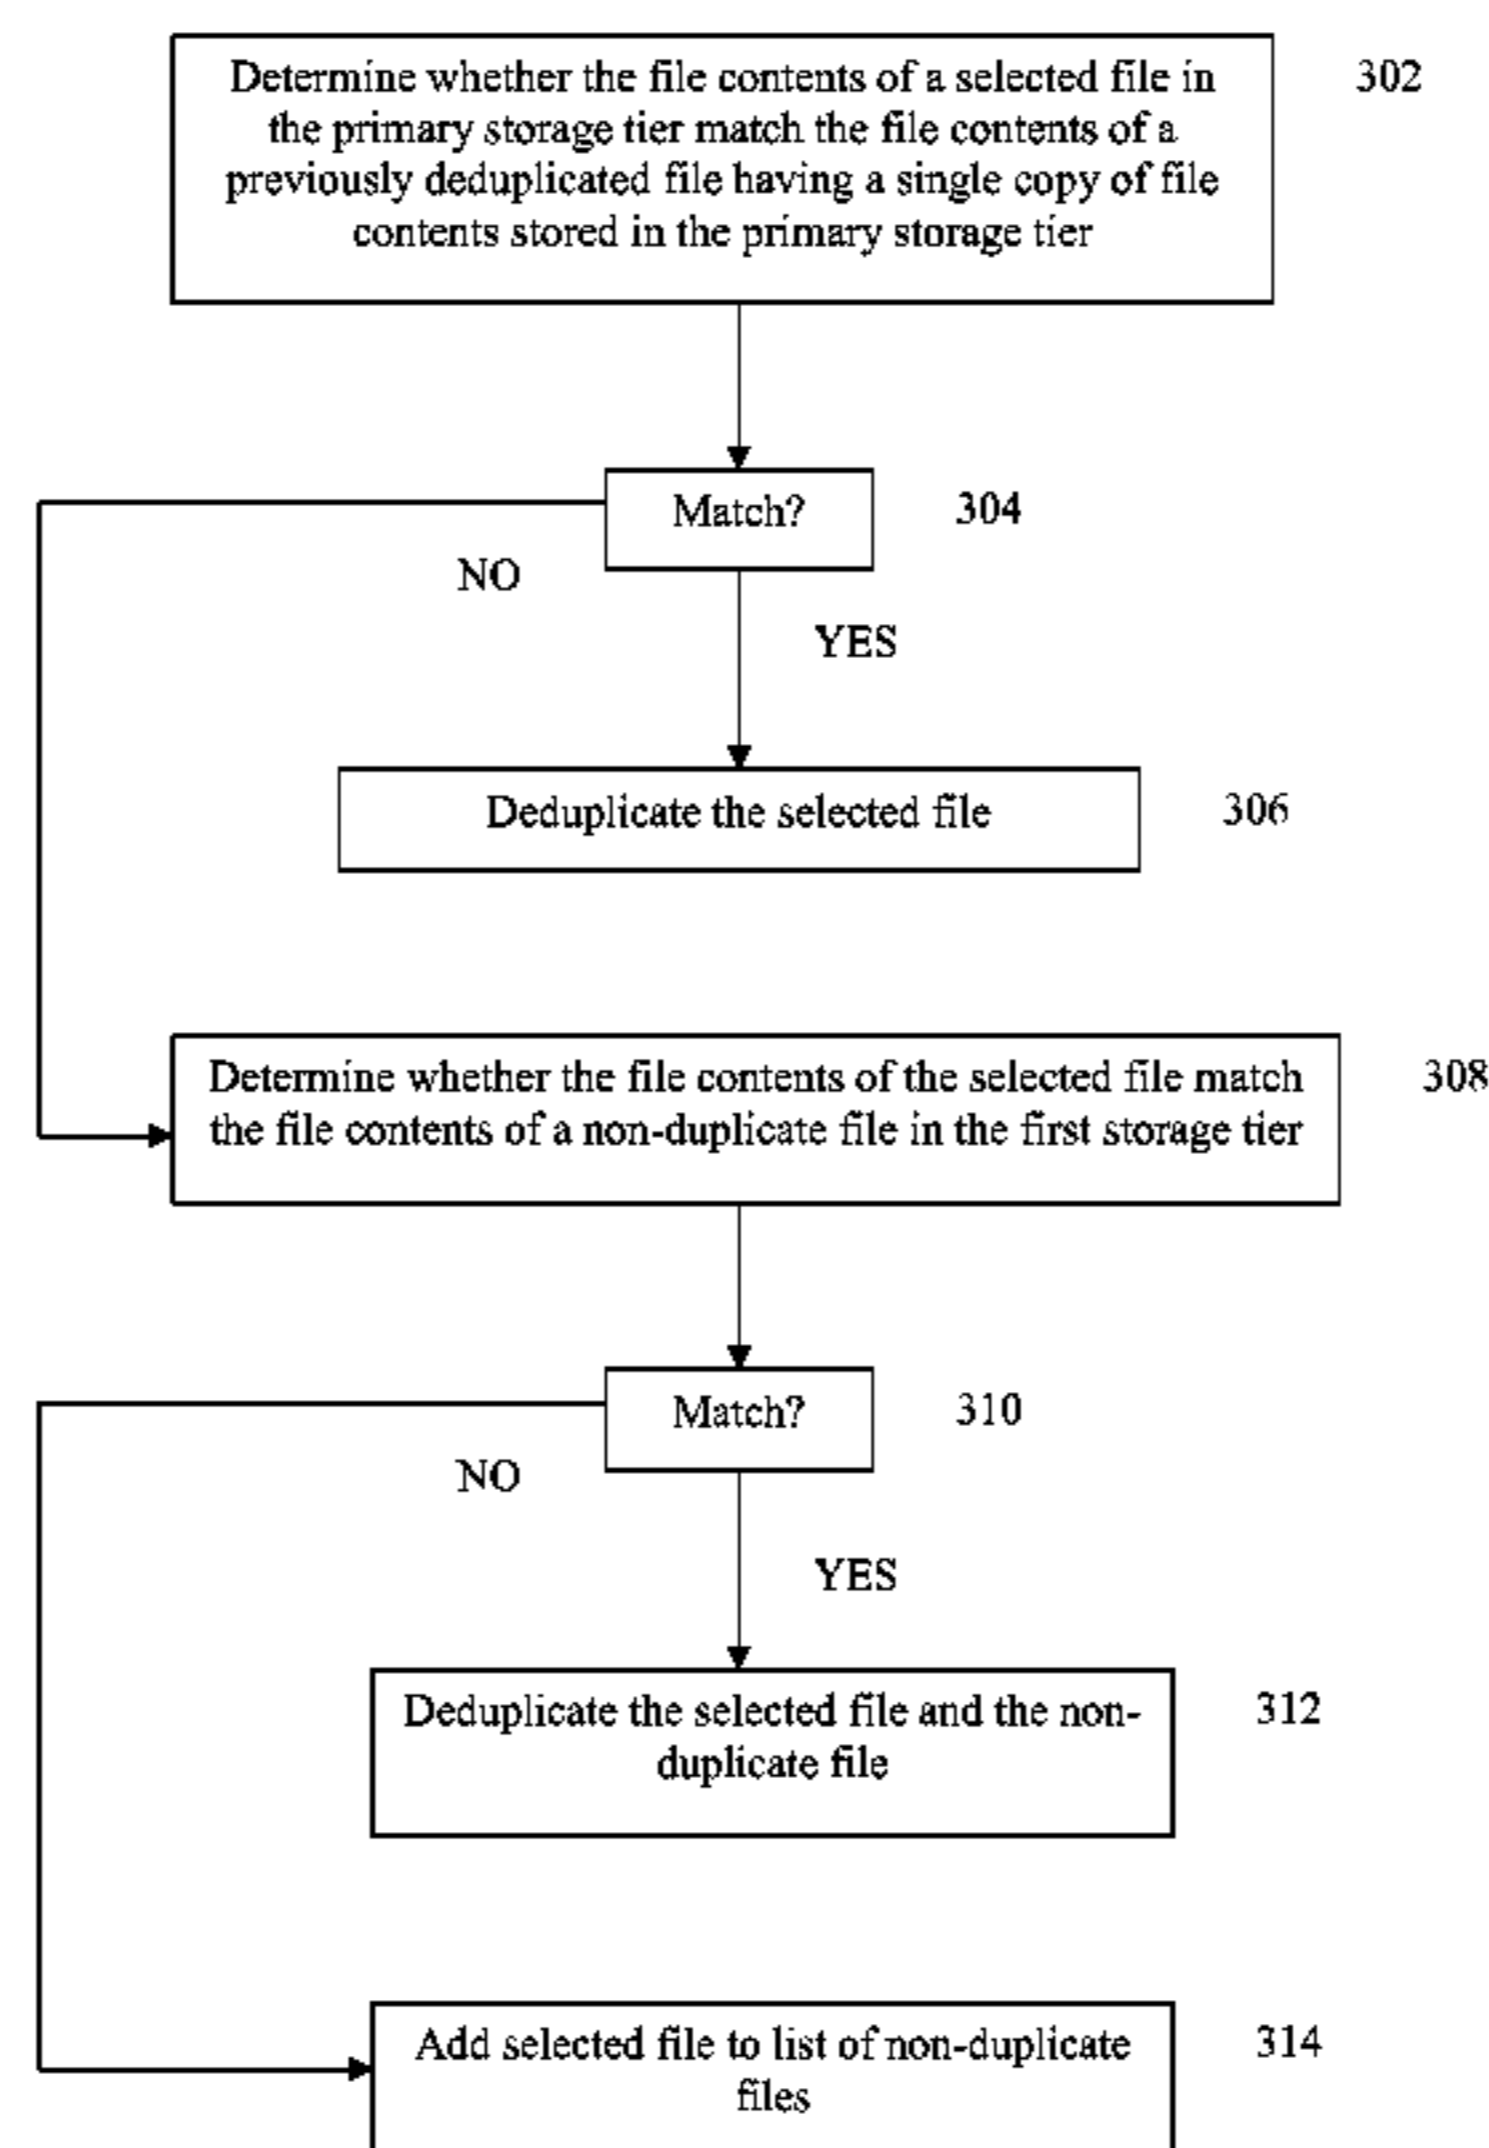 Determine whether the file contents of a selected file in
the primary storage tier match the file contents of a
previously deduplicated file having a single copy of file
contents stored in the primary storage tier
302
Match?
304
NO
YES
Deduplicate the selected file
306
Determine whether the file contents of the selected file match
the file contents of a non-duplicate file in the first storage tier
308
Match?
310
NO
YES
Deduplicate the selected file and the non-
duplicate file
312
Add selected file to list of non-duplicate
files
314